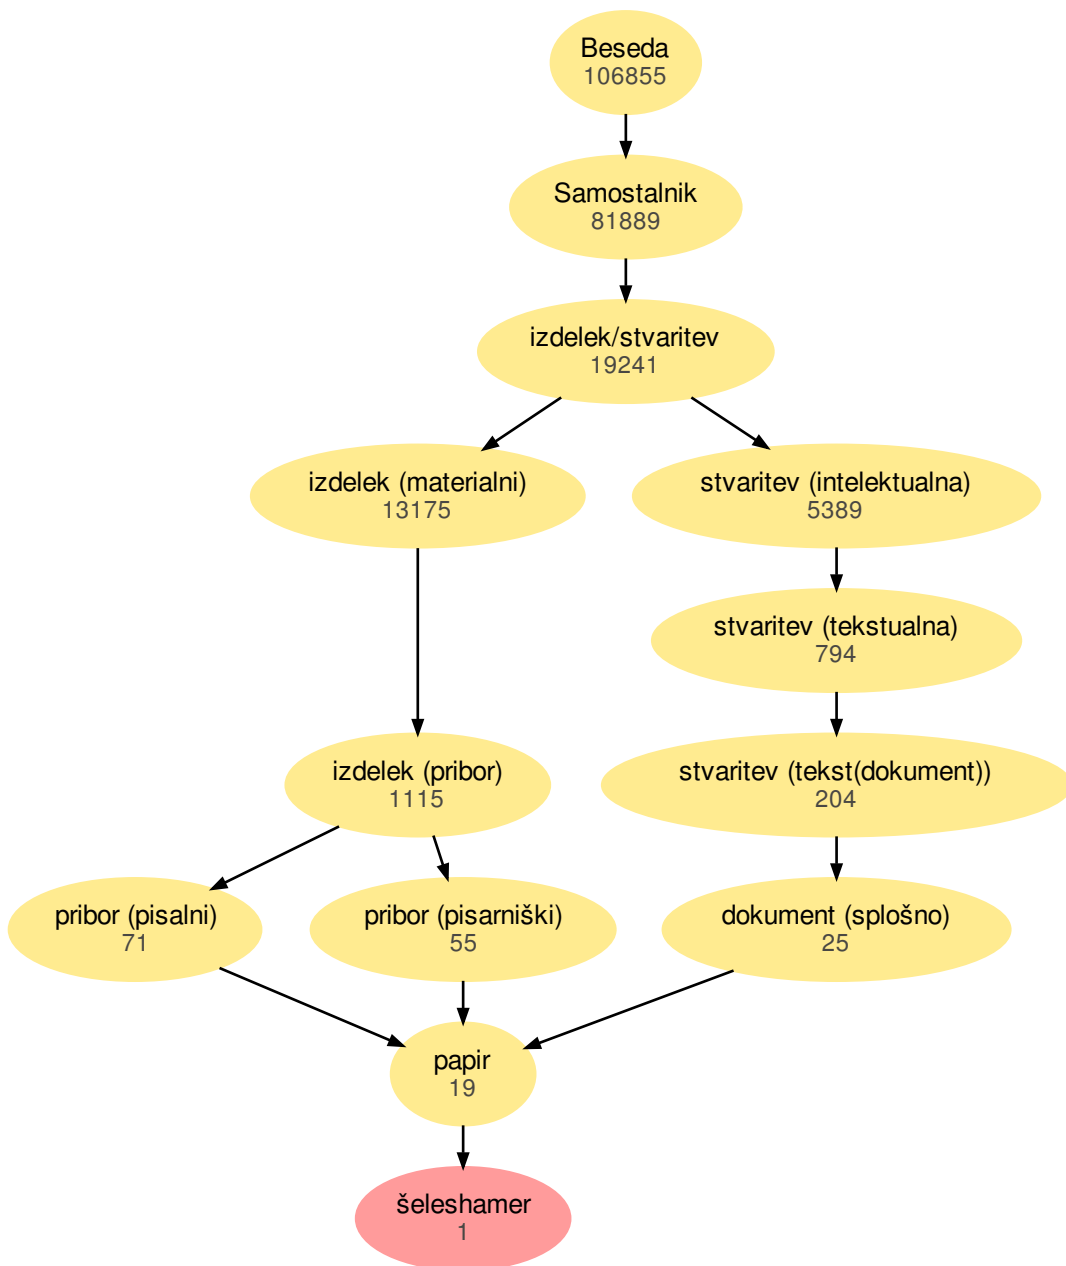 Beseda
106855
Samostalnik
81889
izdelek/stvaritev
19241
izdelek (materialni)
13175
stvaritev (intelektualna)
5389
stvaritev (tekstualna)
794
izdelek (pribor)
1115
stvaritev (tekst(dokument))
204
pribor (pisalni)
71
pribor (pisarniški)
55
dokument (splošno)
25
papir
19
šeleshamer
1